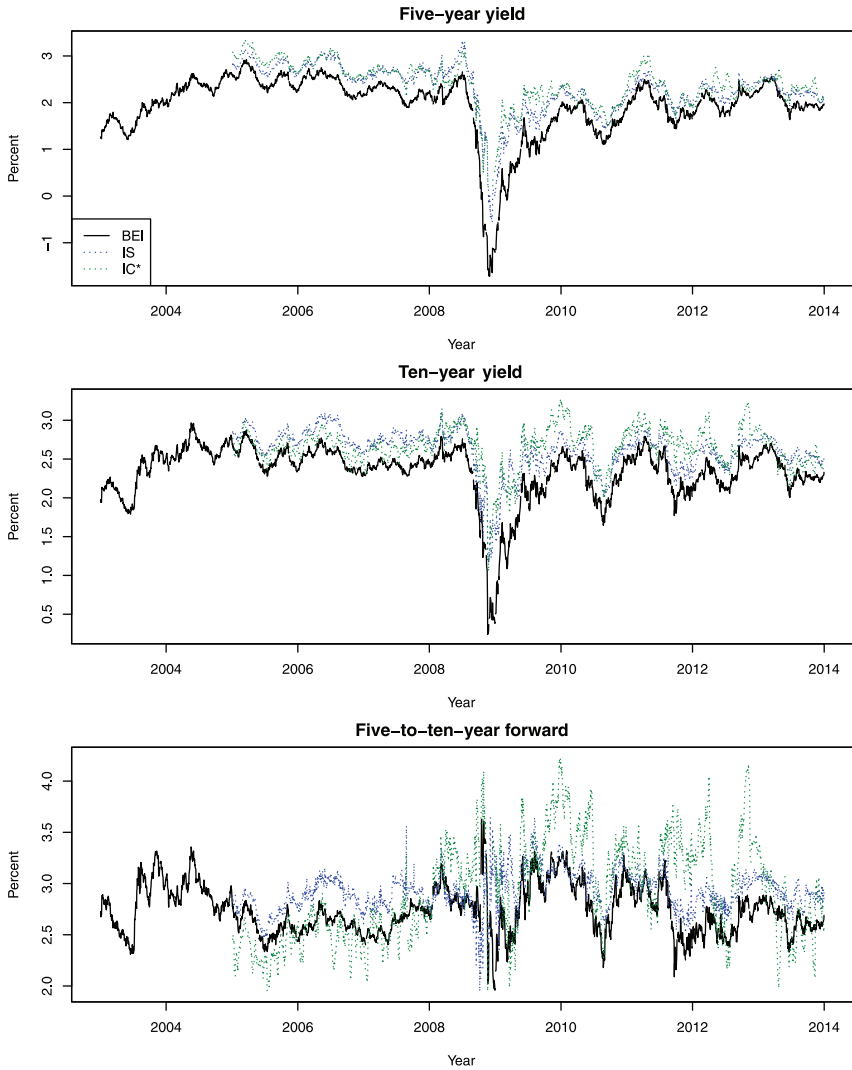 Five−year yield
3
2
1
0
−1
Percent
BEI
IS
IC*
2004 2006 2008 2010 2012 2014
Year
Ten−year yield
3.0
2.5
2.0
1.5
1.0
0.5
Percent
2004 2006 2008 2010 2012 2014
Year
Five−to−ten−year forward
4.0
3.5
3.0
2.5
2.0
Percent
2004 2006 2008 2010 2012 2014
Year